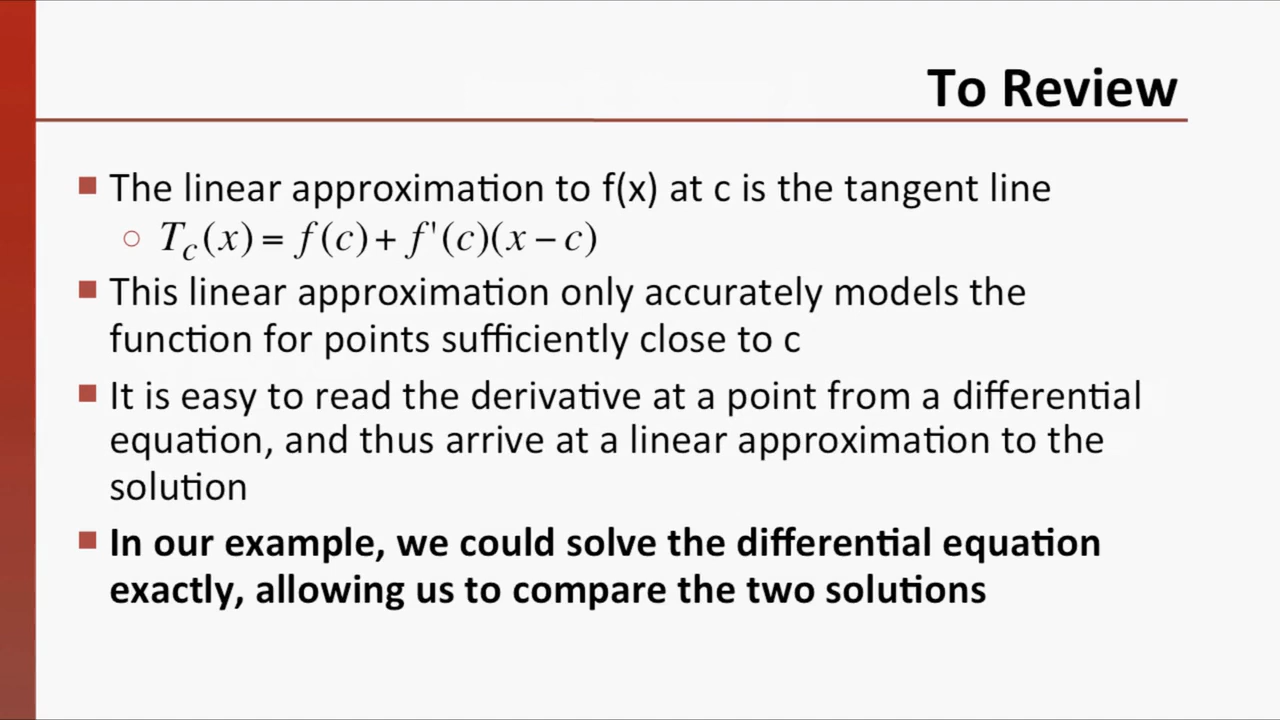 To Review
■ The linear approximation to f(x) at c is the tangent line
○ T_c(x) = f(c) + f'(c)(x − c)
■ This linear approximation only accurately models the
function for points sufficiently close to c
■ It is easy to read the derivative at a point from a differential
equation, and thus arrive at a linear approximation to the
solution
■ In our example, we could solve the differential equation
exactly, allowing us to compare the two solutions